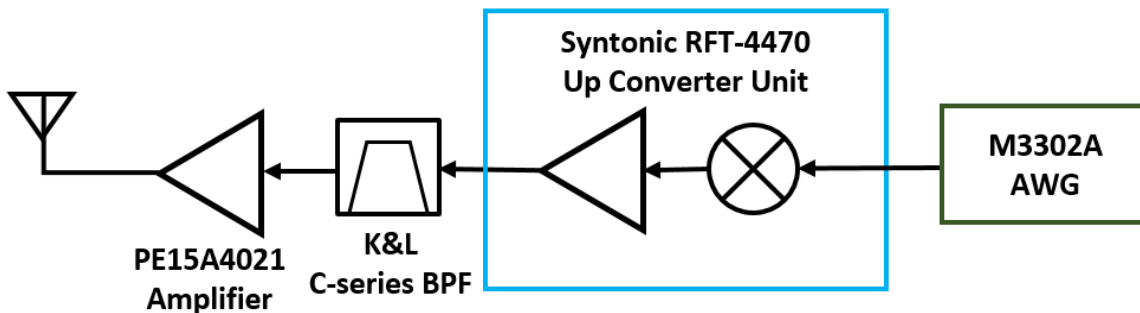 Syntonic RFT-4470
Up Converter Unit
M3302A
AWG
PE15A4021
Amplifier
K&L
C-series BPF